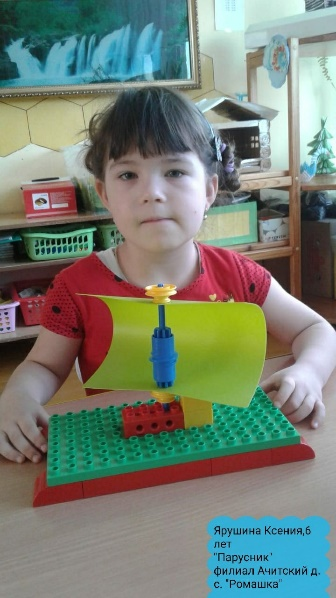 Ярушина Ксения,6
лет
"Парусник"
филиал Ачитский д.
с. "Ромашка"